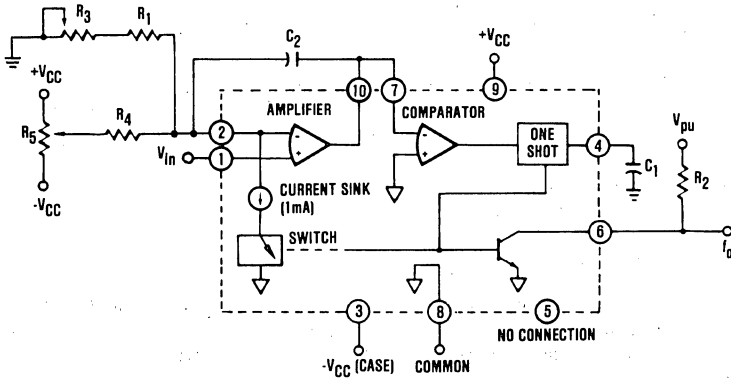 R3
R1
C2
+VCC
+VCC
10
7
9
AMPLIFIER
COMPARATOR
Vpu
R5
R4
2
-
+
-
+
ONE
SHOT
4
C1
R2
Vin
1
CURRENT SINK
(1mA)
-VCC
6
SWITCH
fo
3
8
5
NO CONNECTION
-VCC (CASE)
COMMON